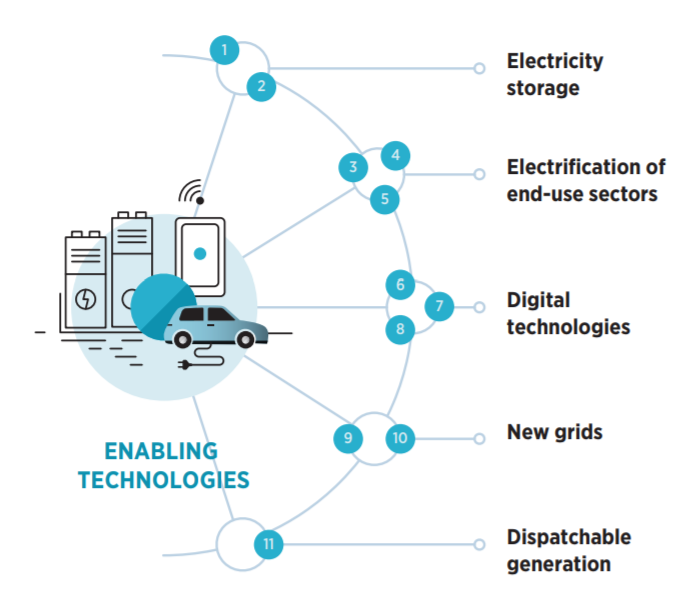 1
2
Electricity
storage
3
4
5
Electrification of
end-use sectors
6
7
8
Digital
technologies
9
10
New grids
ENABLING
TECHNOLOGIES
11
Dispatchable
generation